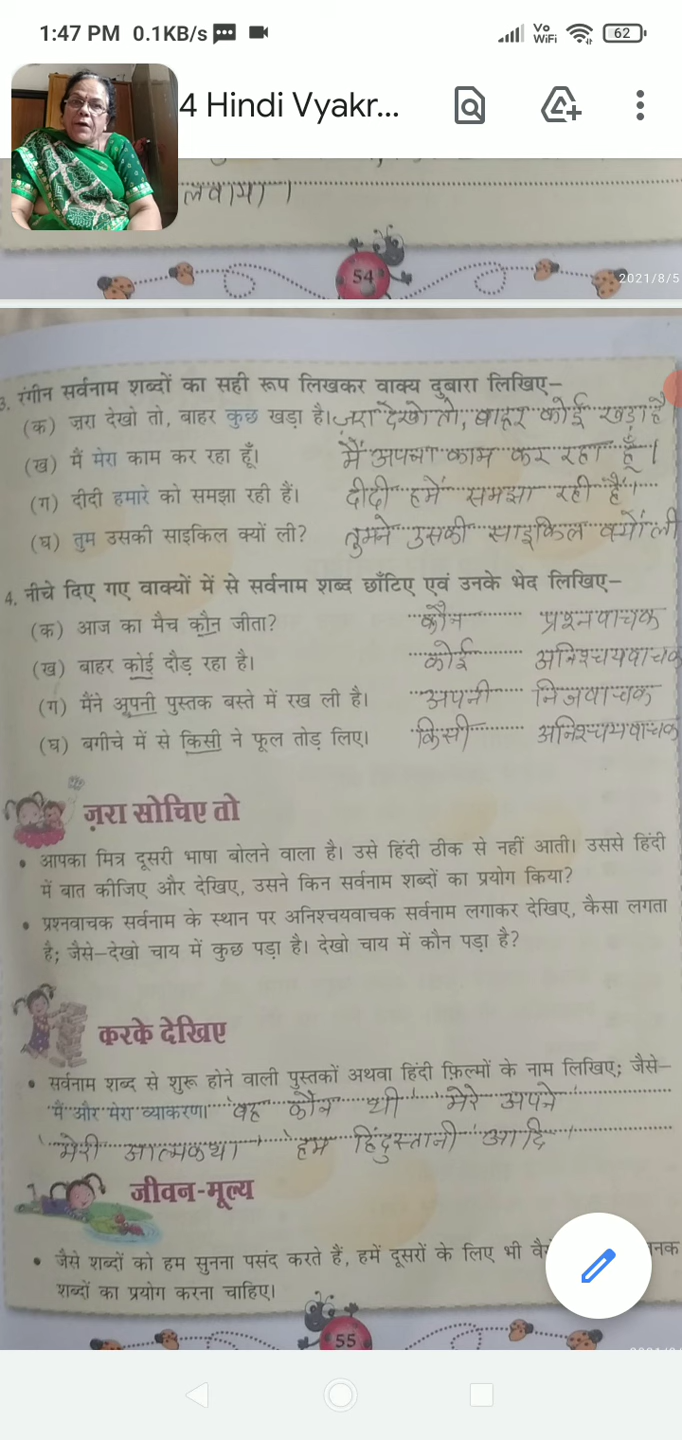 1:47 PM 0.1KB/s Vo WiFi 62
4 Hindi Vyakr...
लवाया।
54
2021/8/5
3. रंगीन सर्वनाम शब्दों का सही रूप लिखकर वाक्य दुबारा लिखिए–
(क) ज़रा देखो तो, बाहर कुछ खड़ा है। ज़रा देखो तो, बाहर कोई खड़ा है।
(ख) मैं मेरा काम कर रहा हूँ। मैं अपना काम कर रहा हूँ।
(ग) दीदी हमारे को समझा रही हैं। दीदी हमें समझा रही हैं।
(घ) तुम उसकी साइकिल क्यों ली? तुमने उसकी साइकिल क्यों ली
4. नीचे दिए गए वाक्यों में से सर्वनाम शब्द छाँटिए एवं उनके भेद लिखिए–
(क) आज का मैच कौन जीता? कौन प्रश्नवाचक
(ख) बाहर कोई दौड़ रहा है। कोई अनिश्चयवाचक
(ग) मैंने अपनी पुस्तक बस्ते में रख ली है। अपनी निजवाचक
(घ) बगीचे में से किसी ने फूल तोड़ लिए। किसी अनिश्चयवाचक
ज़रा सोचिए तो
• आपका मित्र दूसरी भाषा बोलने वाला है। उसे हिंदी ठीक से नहीं आती। उससे हिंदी
में बात कीजिए और देखिए, उसने किन सर्वनाम शब्दों का प्रयोग किया?
• प्रश्नवाचक सर्वनाम के स्थान पर अनिश्चयवाचक सर्वनाम लगाकर देखिए, कैसा लगता
है; जैसे–देखो चाय में कुछ पड़ा है। देखो चाय में कौन पड़ा है?
करके देखिए
• सर्वनाम शब्द से शुरू होने वाली पुस्तकों अथवा हिंदी फ़िल्मों के नाम लिखिए; जैसे–
'मैं और मेरा व्याकरण।' 'वह कौन थी' 'मेरे अपने'
'मेरी आत्मकथा' 'हम हिंदुस्तानी' आदि।
जीवन-मूल्य
• जैसे शब्दों को हम सुनना पसंद करते हैं, हमें दूसरों के लिए भी
शब्दों का प्रयोग करना चाहिए।
55